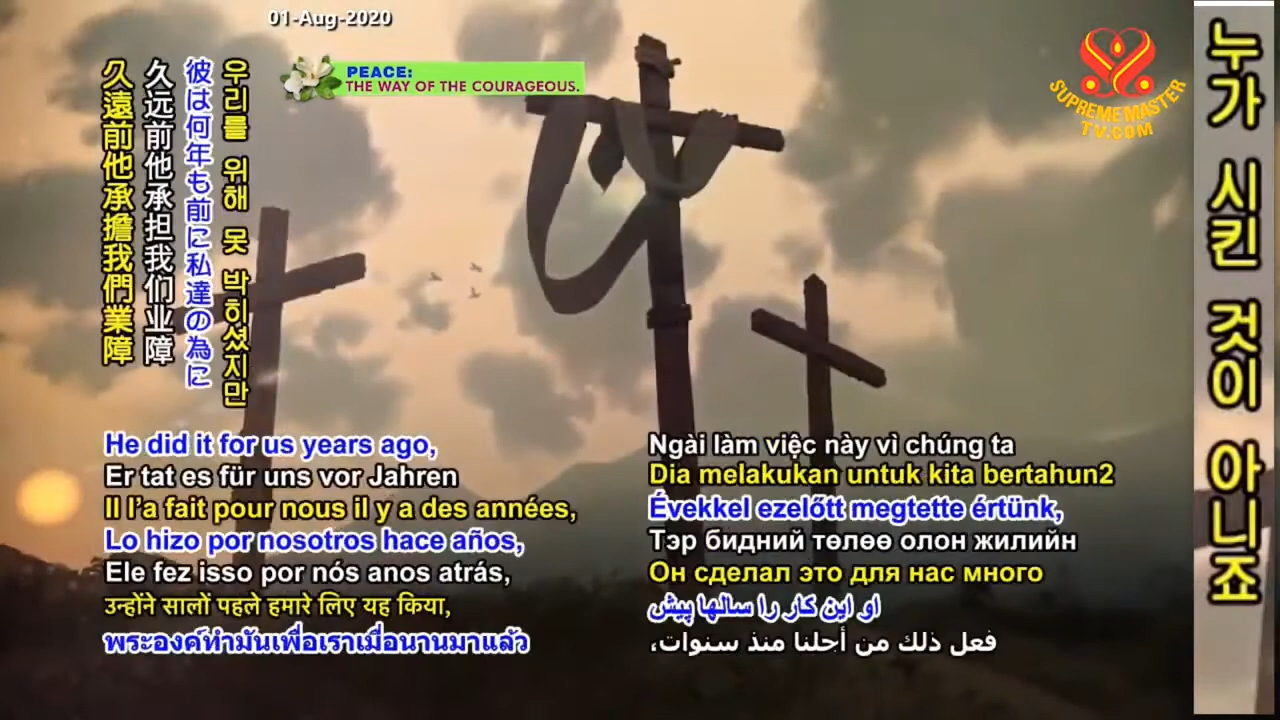 01-Aug-2020
PEACE:
THE WAY OF THE COURAGEOUS.
SUPREME MASTER
TV.COM
누가 시킨 것이 아니죠
우리를 위해 못 박히셨지만
彼は何年も前に私達の為に
久远前他承担我们业障
久遠前他承擔我們業障
He did it for us years ago,
Er tat es für uns vor Jahren
Il l'a fait pour nous il y a des années,
Lo hizo por nosotros hace años,
Ele fez isso por nós anos atrás,
उन्होंने सालों पहले हमारे लिए यह किया,
พระองค์ทำมันเพื่อเราเมื่อนานมาแล้ว
Ngài làm việc này vì chúng ta
Dia melakukan untuk kita bertahun2
Évekkel ezelőtt megtette értünk,
Тэр бидний төлөө олон жилийн
Он сделал это для нас много
او این کار را سالها پیش
فعل ذلك من أجلنا منذ سنوات،